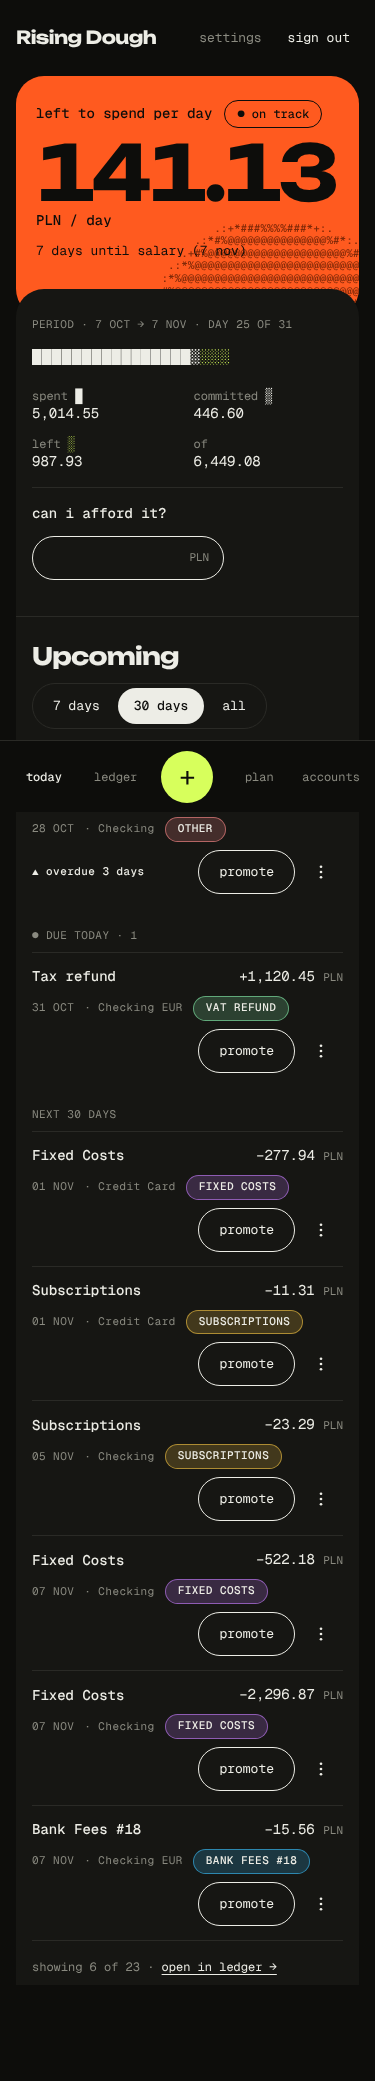 Rising Dough settings sign out
left to spend per day ● on track
141.13
PLN / day
7 days until salary (7 nov)
PERIOD · 7 OCT → 7 NOV · DAY 25 OF 31
spent █ committed ▒
5,014.55 446.60
left ░ of
987.93 6,449.08
can i afford it?
PLN
Upcoming
7 days 30 days all
today ledger + plan accounts
28 OCT · Checking OTHER
▲ overdue 3 days promote ⋮
● DUE TODAY · 1
Tax refund +1,120.45 PLN
31 OCT · Checking EUR VAT REFUND
promote ⋮
NEXT 30 DAYS
Fixed Costs −277.94 PLN
01 NOV · Credit Card FIXED COSTS
promote ⋮
Subscriptions −11.31 PLN
01 NOV · Credit Card SUBSCRIPTIONS
promote ⋮
Subscriptions −23.29 PLN
05 NOV · Checking SUBSCRIPTIONS
promote ⋮
Fixed Costs −522.18 PLN
07 NOV · Checking FIXED COSTS
promote ⋮
Fixed Costs −2,296.87 PLN
07 NOV · Checking FIXED COSTS
promote ⋮
Bank Fees #18 −15.56 PLN
07 NOV · Checking EUR BANK FEES #18
promote ⋮
showing 6 of 23 · open in ledger →